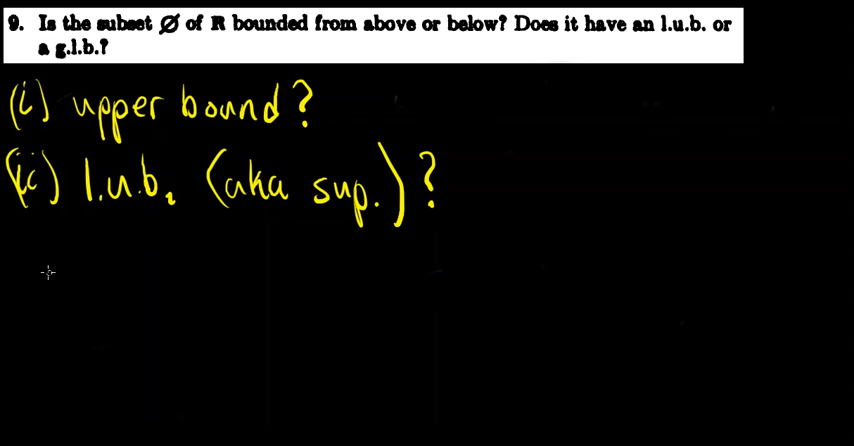 9. Is the subset Ø of R bounded from above or below? Does it have an l.u.b. or
a g.l.b.?
(i) upper bound?
(ii) l.u.b. (aka sup.)?